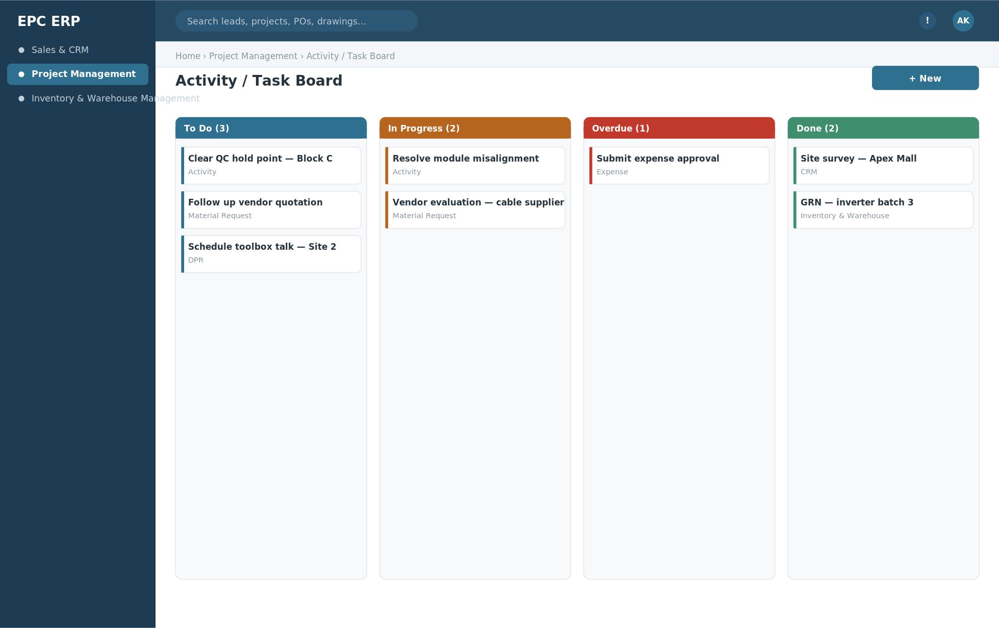 EPC ERP
Search leads, projects, POs, drawings...
!
AK
Sales & CRM
Project Management
Inventory & Warehouse Management
Home › Project Management › Activity / Task Board
Activity / Task Board
+ New
To Do (3)
Clear QC hold point — Block C
Activity
Follow up vendor quotation
Material Request
Schedule toolbox talk — Site 2
DPR
In Progress (2)
Resolve module misalignment
Activity
Vendor evaluation — cable supplier
Material Request
Overdue (1)
Submit expense approval
Expense
Done (2)
Site survey — Apex Mall
CRM
GRN — inverter batch 3
Inventory & Warehouse